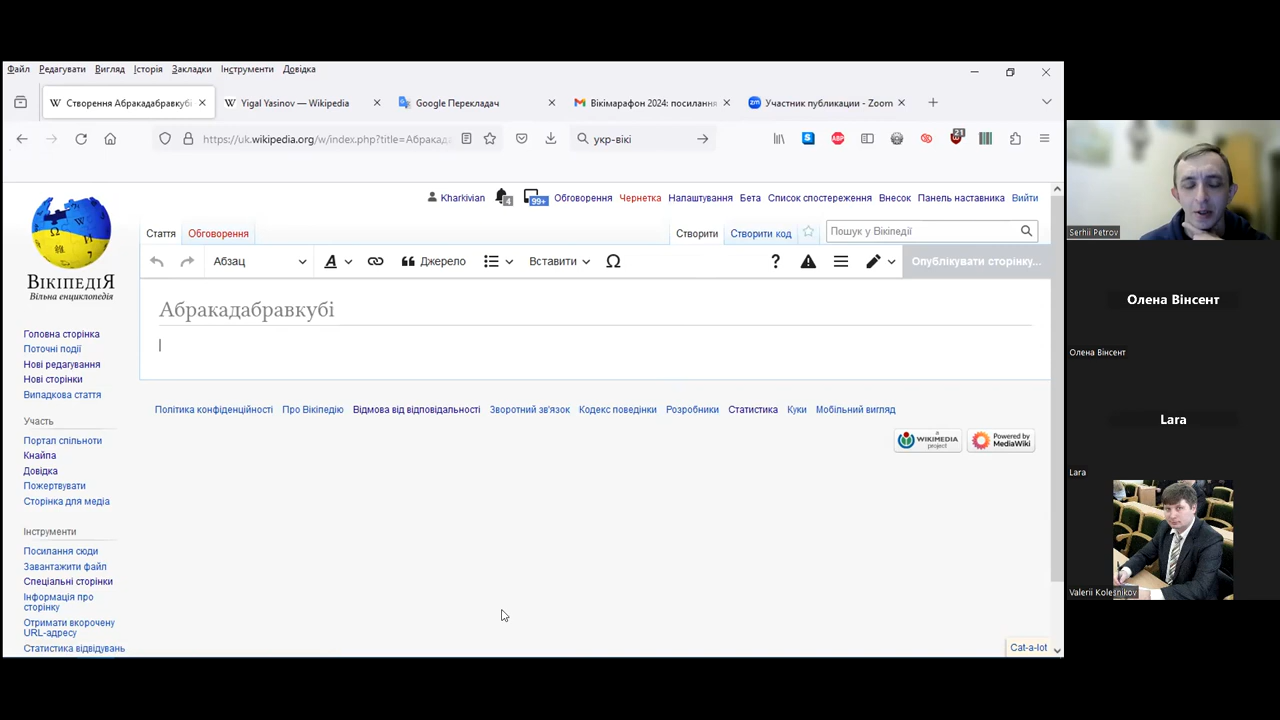 Файл Редагувати Вигляд Історія Закладки Інструменти Довідка
Створення Абракадабравкубі
Yigal Yasinov — Wikipedia
Google Перекладач
Вікімарафон 2024: посилання
Участник публикации - Zoom
https://uk.wikipedia.org/w/index.php?title=Абракад
укр-вікі
21
Kharkivian 4 99+ Обговорення Чернетка Налаштування Бета Список спостереження Внесок Панель наставника Выйти
Стаття Обговорення Створити Створити код Пошук у Вікіпедії
Абзац A Джерело Вставити Ω ? Опублікувати сторінку...
ВІКІПЕДІЯ
Вільна енциклопедія
Абракадабравкубі
Головна сторінка
Поточні події
Нові редагування
Нові сторінки
Випадкова стаття
Участь
Портал спільноти
Кнайпа
Довідка
Пожертвувати
Сторінка для медіа
Інструменти
Посилання сюди
Завантажити файл
Спеціальні сторінки
Інформація про
сторінку
Отримати вкорочену
URL-адресу
Статистика відвідувань
Політика конфіденційності Про Вікіпедію Відмова від відповідальності Зворотний зв'язок Кодекс поведінки Розробники Статистика Куки Мобільний вигляд
A WIKIMEDIA project
Powered by MediaWiki
Cat-a-lot
Serhii Petrov
Олена Вінсент
Олена Вінсент
Lara
Lara
Valerii Kolesnikov